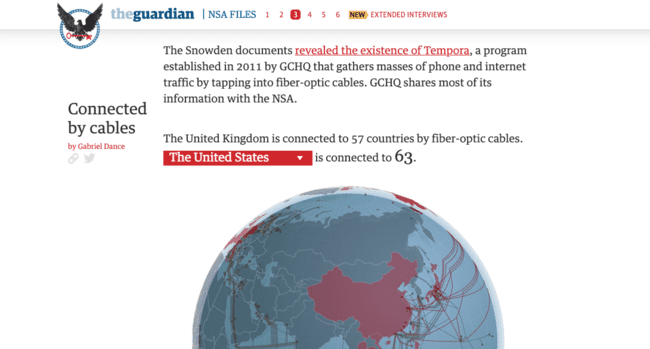 theguardian | NSA FILES 1 2 3 4 5 6 NEW EXTENDED INTERVIEWS
The Snowden documents revealed the existence of Tempora, a program
established in 2011 by GCHQ that gathers masses of phone and internet
traffic by tapping into fiber-optic cables. GCHQ shares most of its
information with the NSA.
Connected
by cables
by Gabriel Dance
The United Kingdom is connected to 57 countries by fiber-optic cables.
The United States is connected to 63.